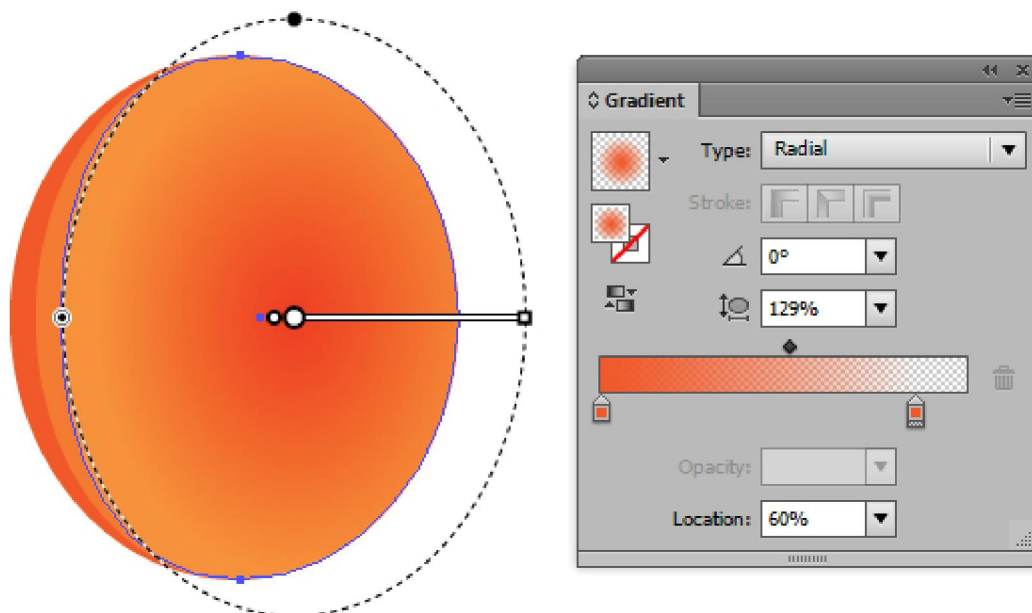 Gradient
Type: Radial
Stroke:
0°
129%
Opacity:
Location: 60%